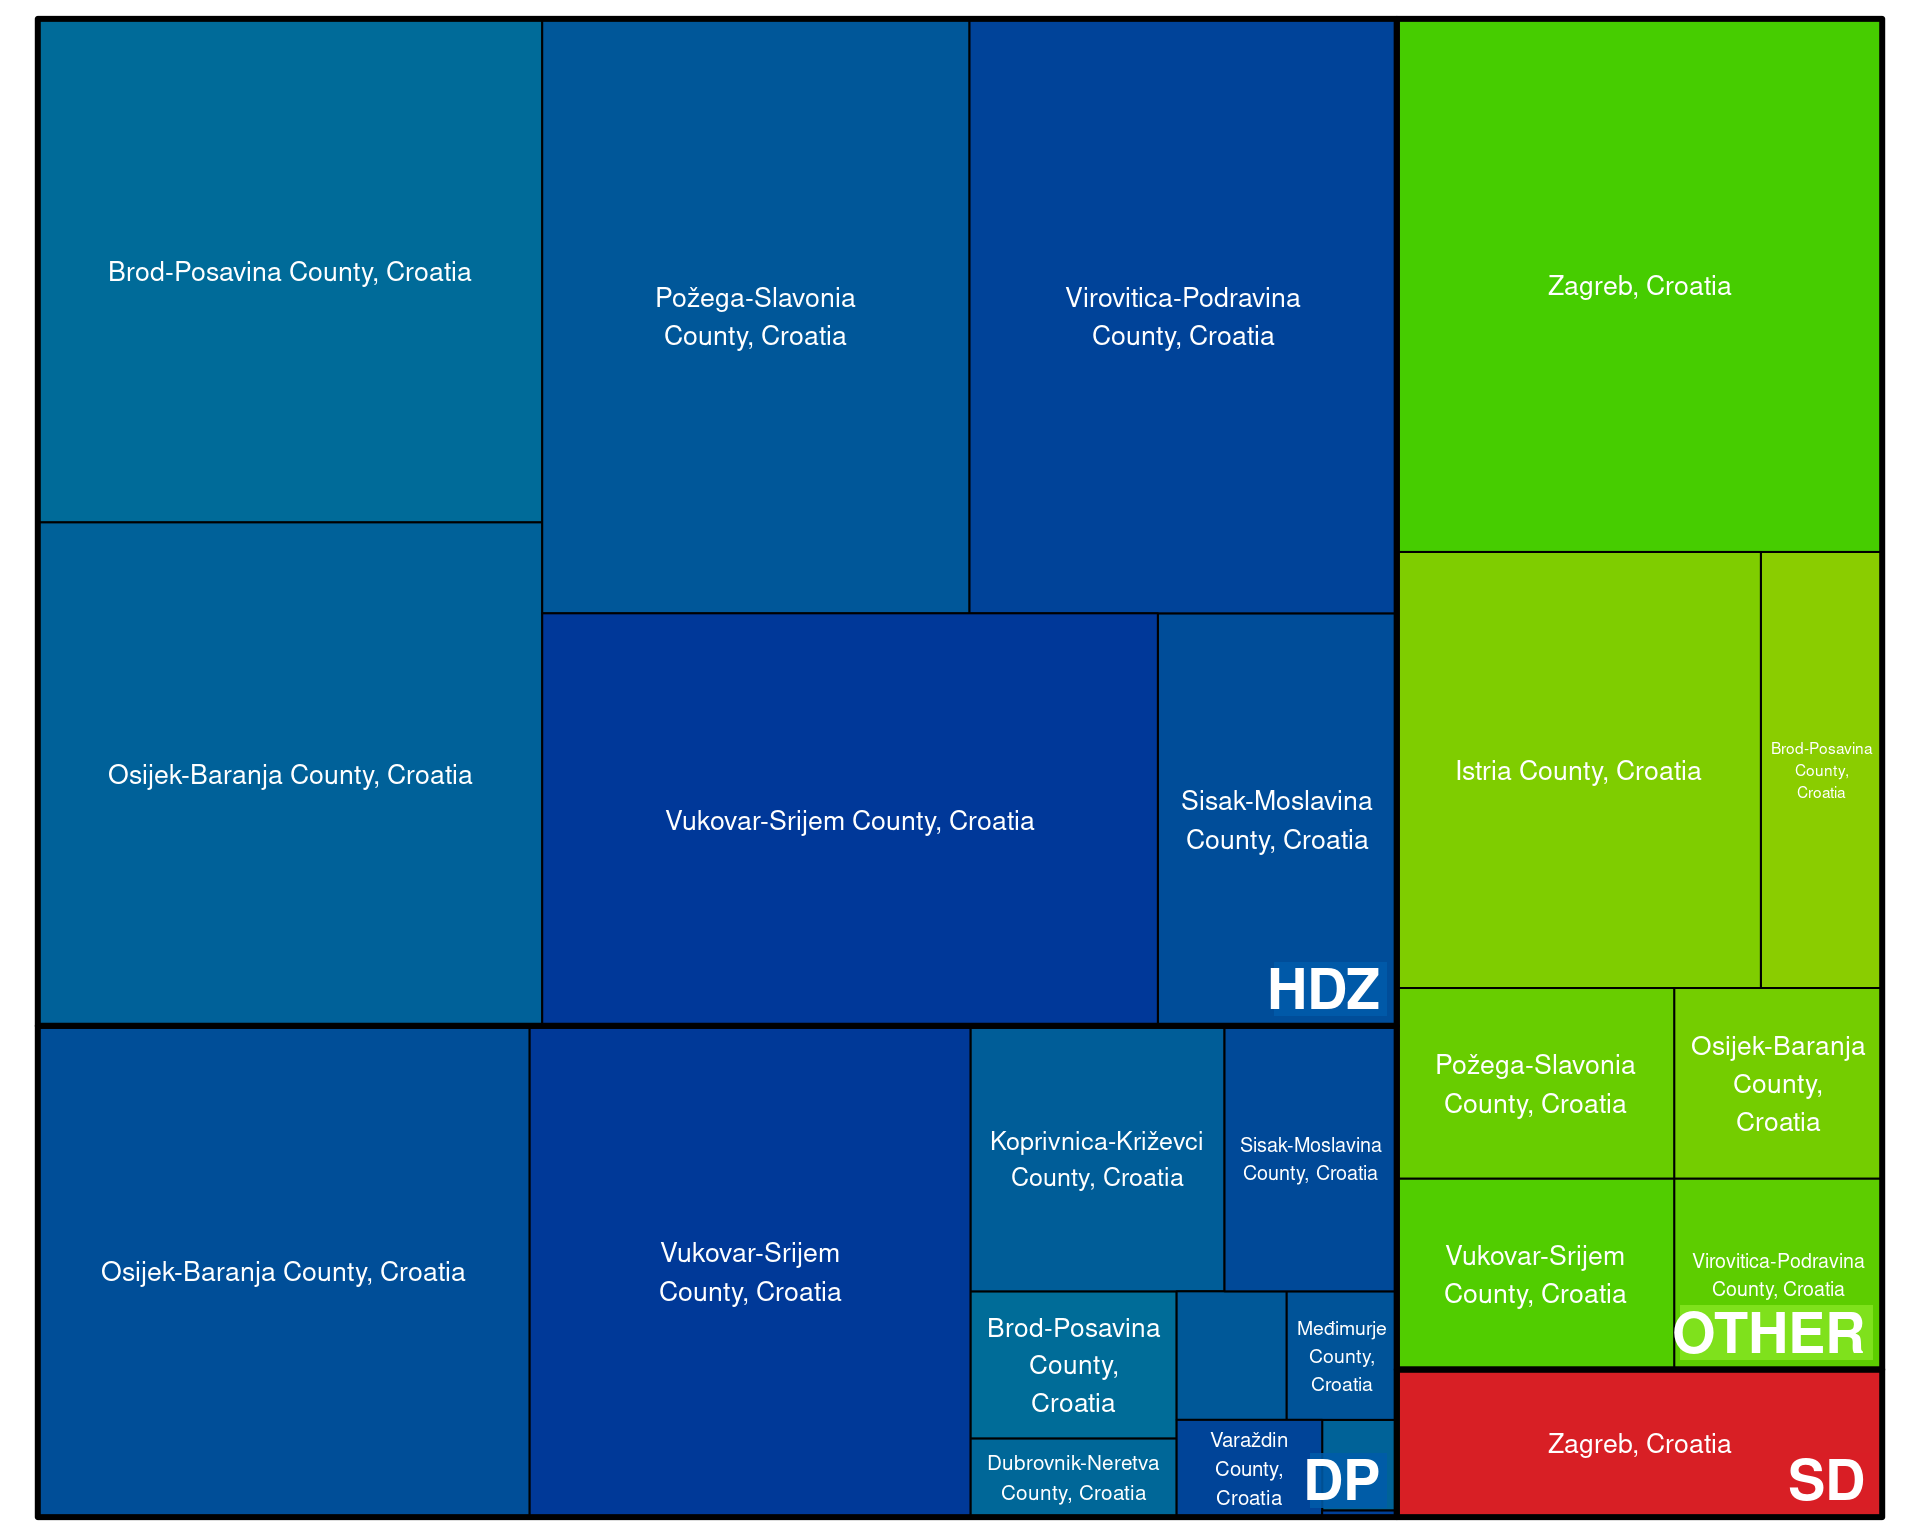 Brod-Posavina County, Croatia
Požega-Slavonia
County, Croatia
Virovitica-Podravina
County, Croatia
Osijek-Baranja County, Croatia
Vukovar-Srijem County, Croatia
Sisak-Moslavina
County, Croatia
HDZ
Osijek-Baranja County, Croatia
Vukovar-Srijem
County, Croatia
Koprivnica-Križevci
County, Croatia
Sisak-Moslavina
County, Croatia
Brod-Posavina
County,
Croatia
Međimurje
County,
Croatia
Dubrovnik-Neretva
County, Croatia
Varaždin
County,
Croatia
DP
Zagreb, Croatia
Istria County, Croatia
Brod-Posavina
County,
Croatia
Požega-Slavonia
County, Croatia
Osijek-Baranja
County,
Croatia
Vukovar-Srijem
County, Croatia
Virovitica-Podravina
County, Croatia
OTHER
Zagreb, Croatia
SD